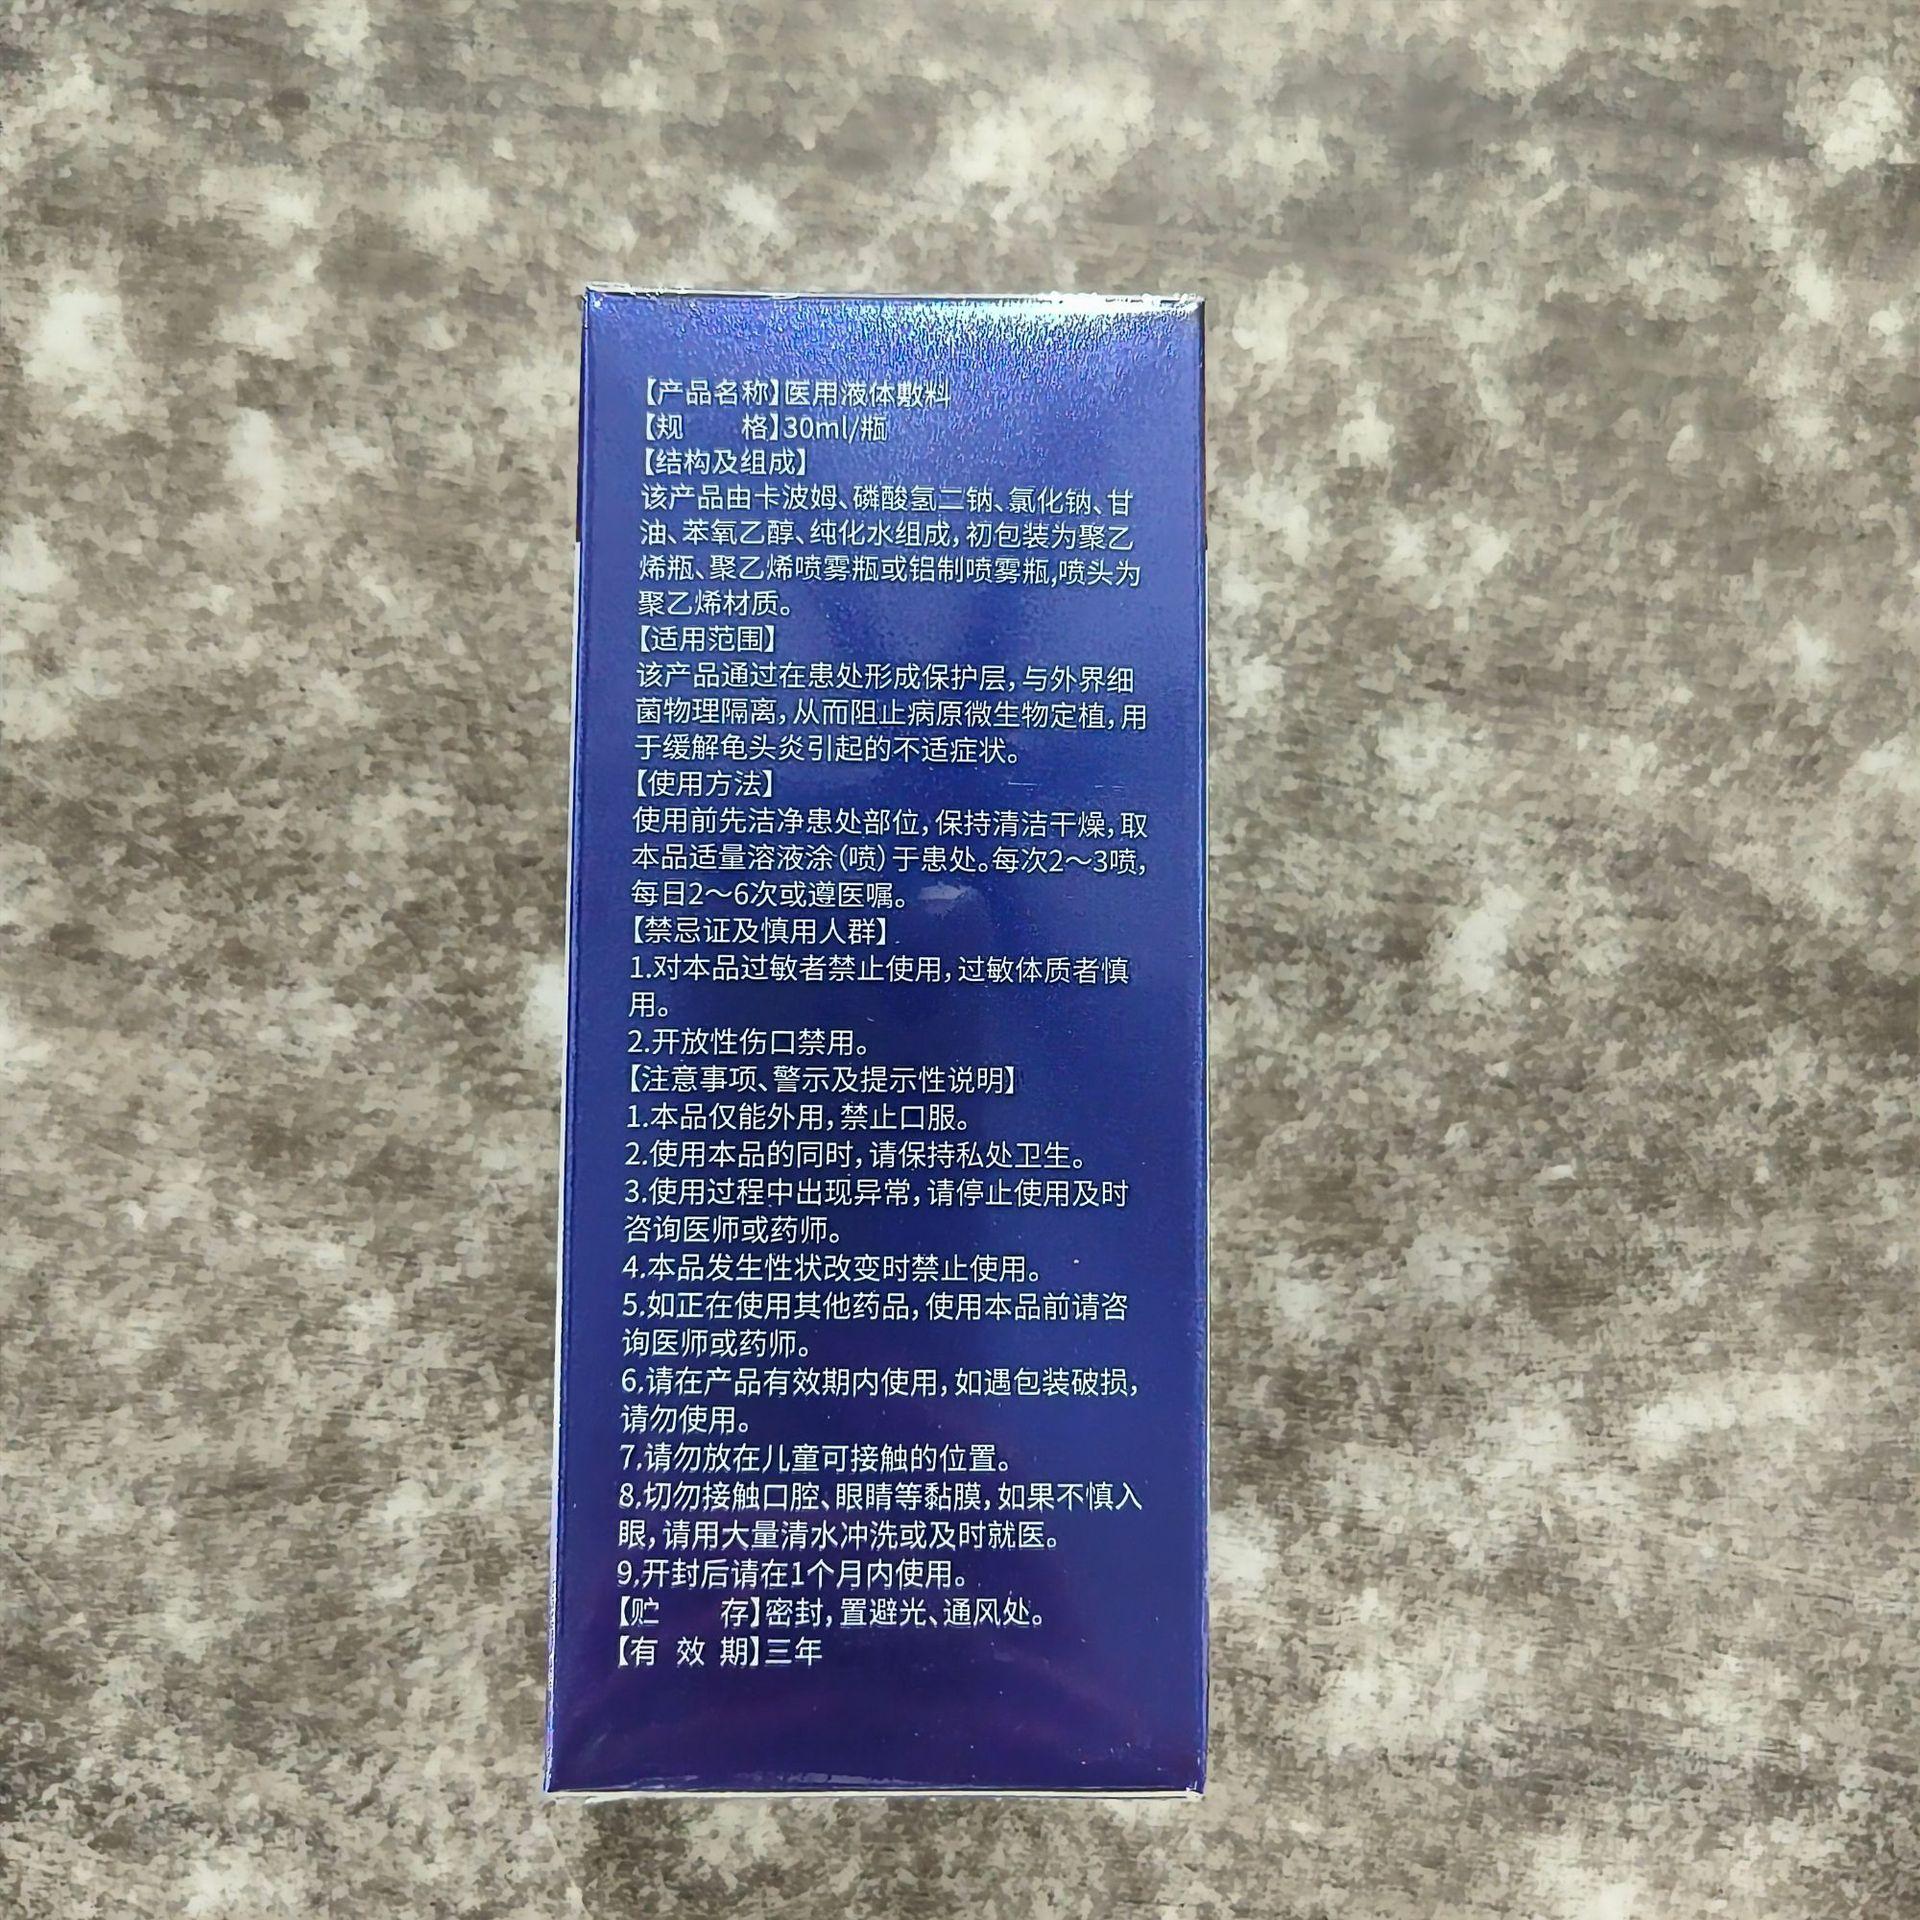 【产品名称】医用液体敷料
【规 格】30ml/瓶
【结构及组成】
该产品由卡波姆、磷酸氢二钠、氯化钠、甘
油、苯氧乙醇、纯化水组成,初包装为聚乙
烯瓶、聚乙烯喷雾瓶或铝制喷雾瓶,喷头为
聚乙烯材质。
【适用范围】
该产品通过在患处形成保护层,与外界细
菌物理隔离,从而阻止病原微生物定植,用
于缓解龟头炎引起的不适症状。
【使用方法】
使用前先洁净患处部位,保持清洁干燥,取
本品适量溶液涂(喷)于患处。每次2～3喷,
每日2～6次或遵医嘱。
【禁忌证及慎用人群】
1.对本品过敏者禁止使用,过敏体质者慎
用。
2.开放性伤口禁用。
【注意事项、警示及提示性说明】
1.本品仅能外用,禁止口服。
2.使用本品的同时,请保持私处卫生。
3.使用过程中出现异常,请停止使用及时
咨询医师或药师。
4.本品发生性状改变时禁止使用。
5.如正在使用其他药品,使用本品前请咨
询医师或药师。
6.请在产品有效期内使用,如遇包装破损,
请勿使用。
7.请勿放在儿童可接触的位置。
8.切勿接触口腔、眼睛等黏膜,如果不慎入
眼,请用大量清水冲洗或及时就医。
9.开封后请在1个月内使用。
【贮 存】密封,置避光、通风处。
【有 效 期】三年